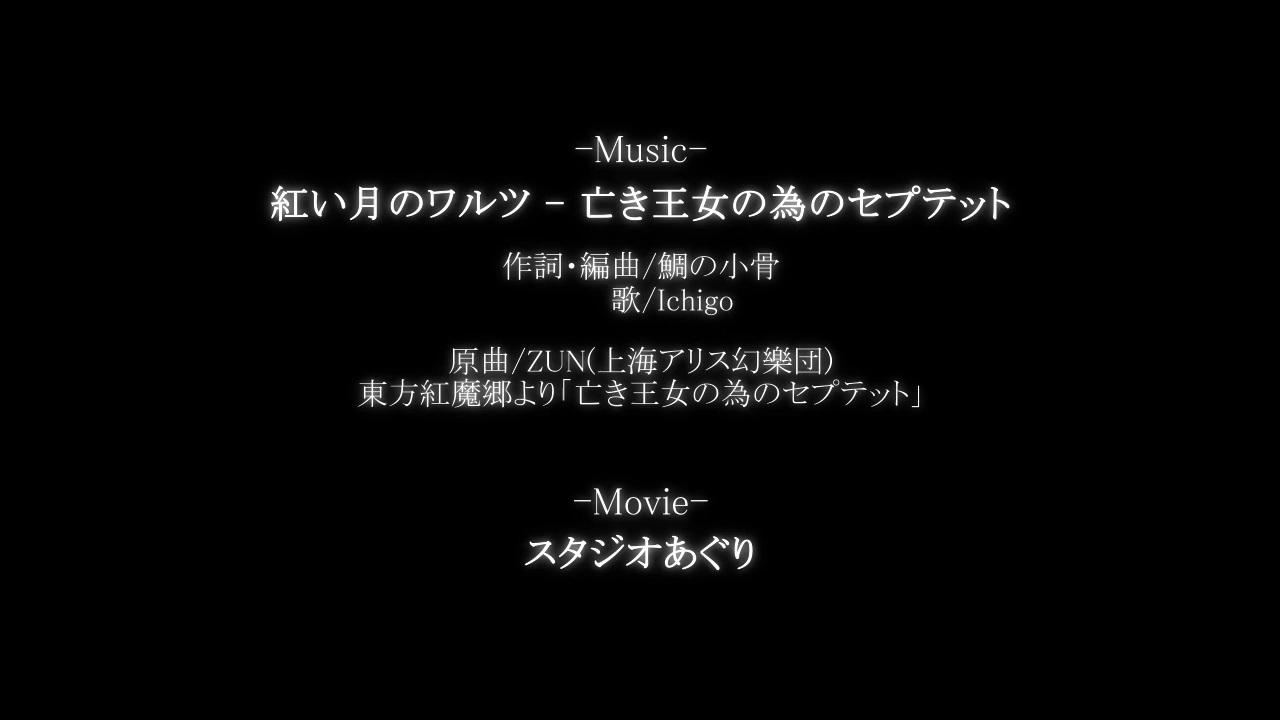 −Music−
紅い月のワルツ − 亡き王女の為のセプテット
作詞・編曲/鯛の小骨
歌/Ichigo
原曲/ZUN(上海アリス幻樂団)
東方紅魔郷より「亡き王女の為のセプテット」
−Movie−
スタジオあぐり